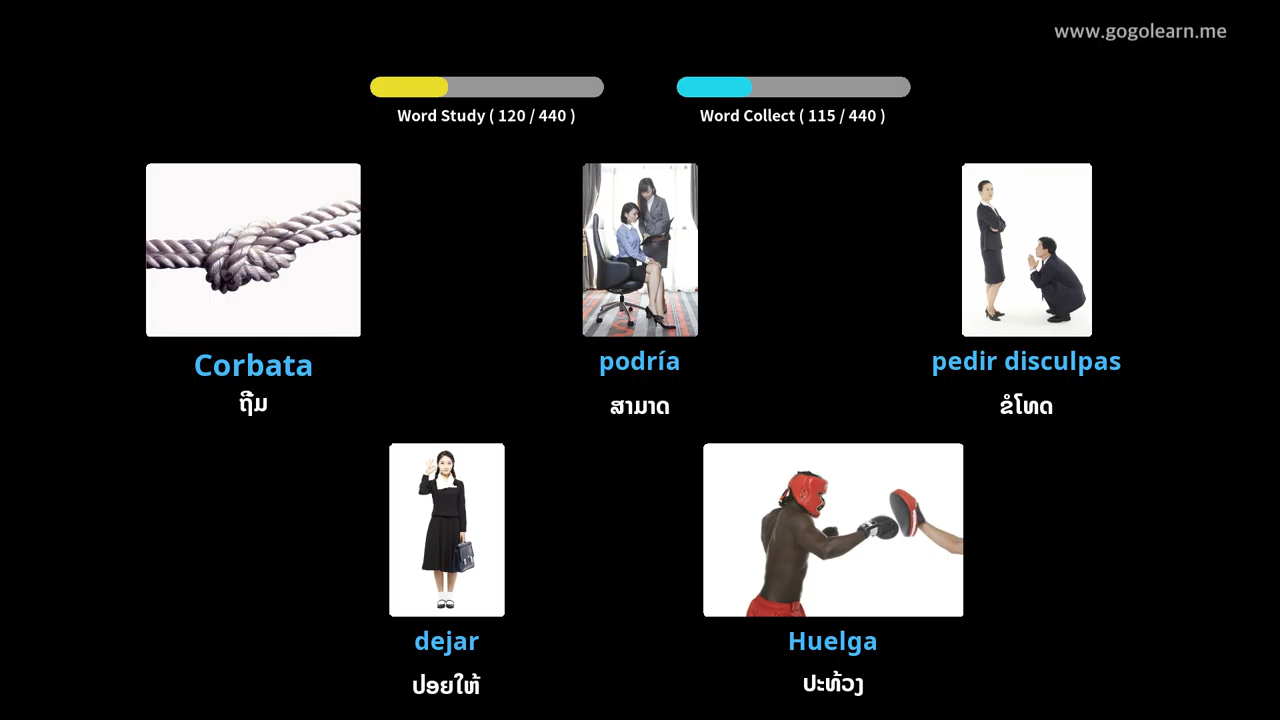 www.gogolearn.me
Word Study ( 120 / 440 )
Word Collect ( 115 / 440 )
Corbata
podría
pedir disculpas
ຖີ້ມ
ສາມາດ
ຂໍໂທດ
dejar
Huelga
ປອຍໃຫ້
ປະທ້ວງ